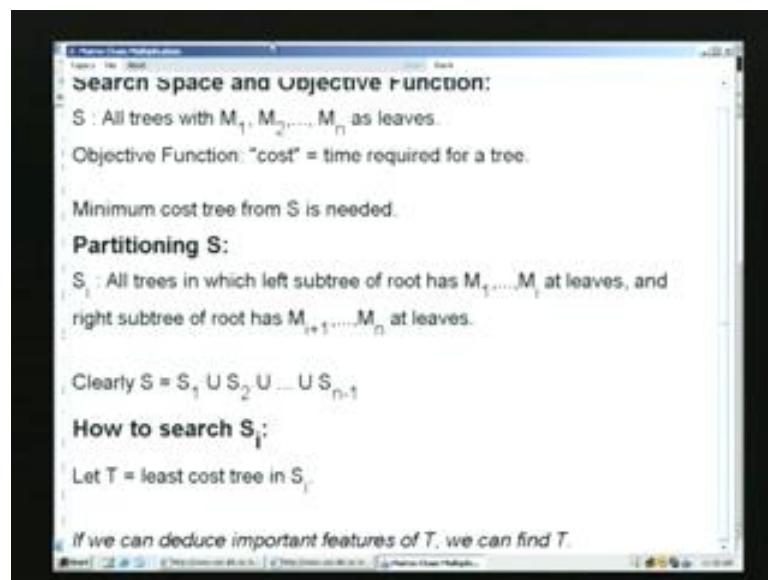 Matrix Chain Multiplication
Search Space and Objective Function:
S : All trees with M₁, M₂,..., Mₙ as leaves.
Objective Function: "cost" = time required for a tree.
Minimum cost tree from S is needed.
Partitioning S:
Sᵢ : All trees in which left subtree of root has M₁,...,Mᵢ at leaves, and
right subtree of root has Mᵢ₊₁,...,Mₙ at leaves.
Clearly S = S₁ U S₂ U ... U Sₙ₋₁
How to search Sᵢ:
Let T = least cost tree in Sᵢ.
If we can deduce important features of T, we can find T.